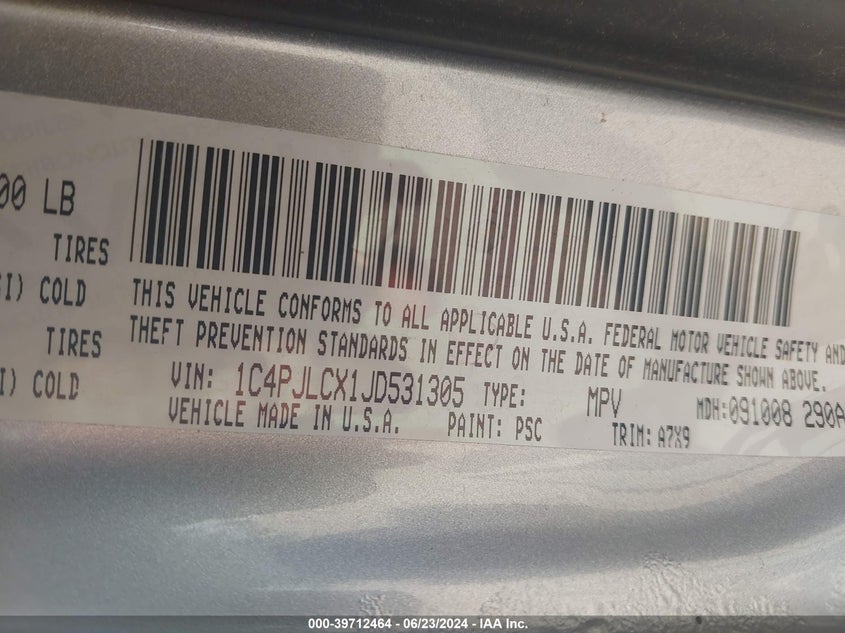 00 LB
TIRES
SI) COLD
TIRES
I) COLD
THIS VEHICLE CONFORMS TO ALL APPLICABLE U.S.A. FEDERAL MOTOR VEHICLE SAFETY AND
THEFT PREVENTION STANDARDS IN EFFECT ON THE DATE OF MANUFACTURE SHOWN ABOVE.
VIN: 1C4PJLCX1JD531305 TYPE: MPV MDH:091008 290A
VEHICLE MADE IN U.S.A. PAINT: PSC TRIM: A7X9
000-39712464 - 06/23/2024 - IAA Inc.